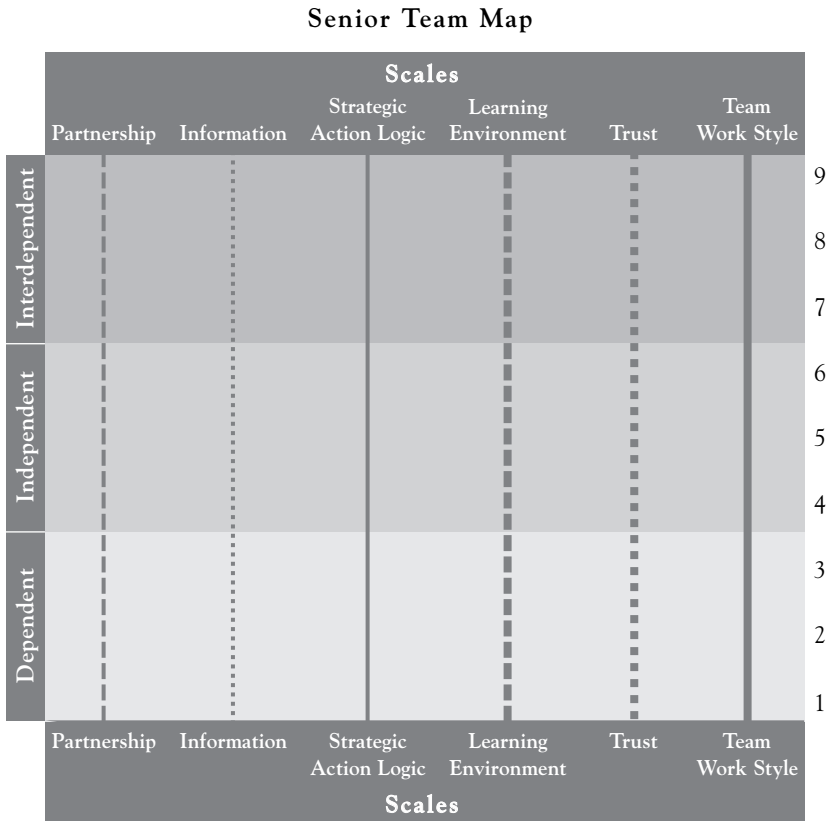 Senior Team Map
Scales
Partnership
Information
Strategic
Action Logic
Learning
Environment
Trust
Team
Work Style
Interdependent
Independent
Dependent
9
8
7
6
5
4
3
2
1
Partnership
Information
Strategic
Action Logic
Learning
Environment
Trust
Team
Work Style
Scales